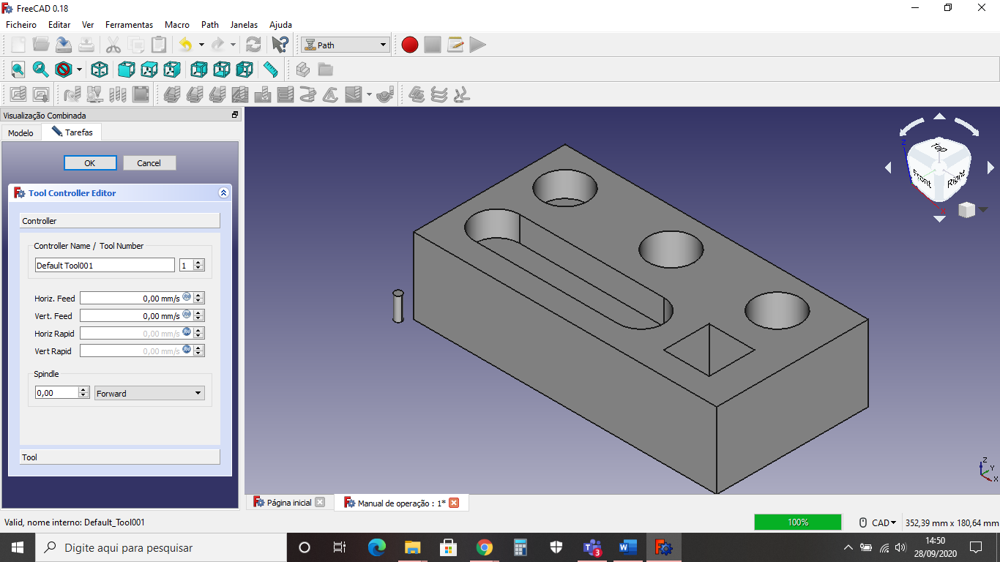 FreeCAD 0.18
Ficheiro Editar Ver Ferramentas Macro Path Janelas Ajuda
Path
Visualização Combinada
Modelo Tarefas
OK Cancel
Tool Controller Editor
Controller
Controller Name / Tool Number
Default Tool001 1
Horiz. Feed 0,00 mm/s
Vert. Feed 0,00 mm/s
Horiz Rapid 0,00 mm/s
Vert Rapid 0,00 mm/s
Spindle
0,00 Forward
Tool
Z
Top
Front
Right
X
Z
Y
X
Página inicial Manual de operação : 1*
Valid, nome interno: Default_Tool001 100% CAD 352,39 mm x 180,64 mm
Digite aqui para pesquisar
3
14:50
28/09/2020